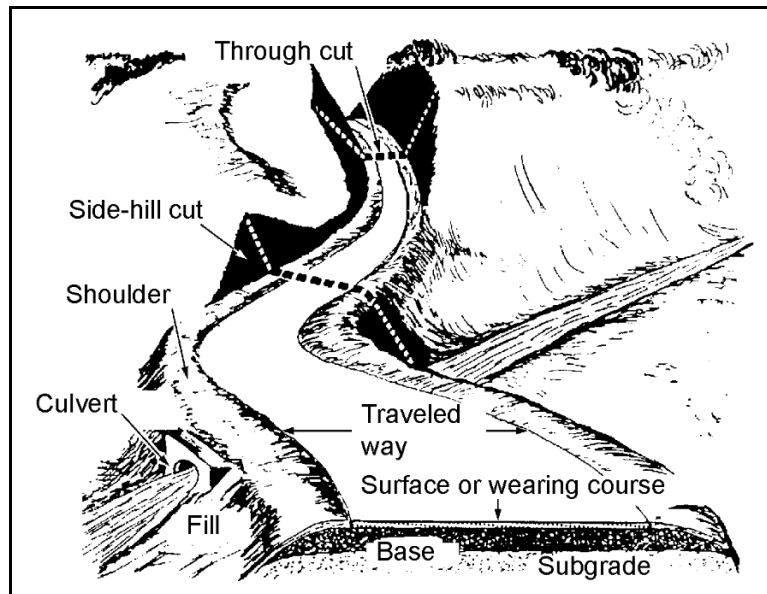 Through cut
Side-hill cut
Shoulder
Culvert
Traveled
way
Surface or wearing course
Fill
Base
Subgrade